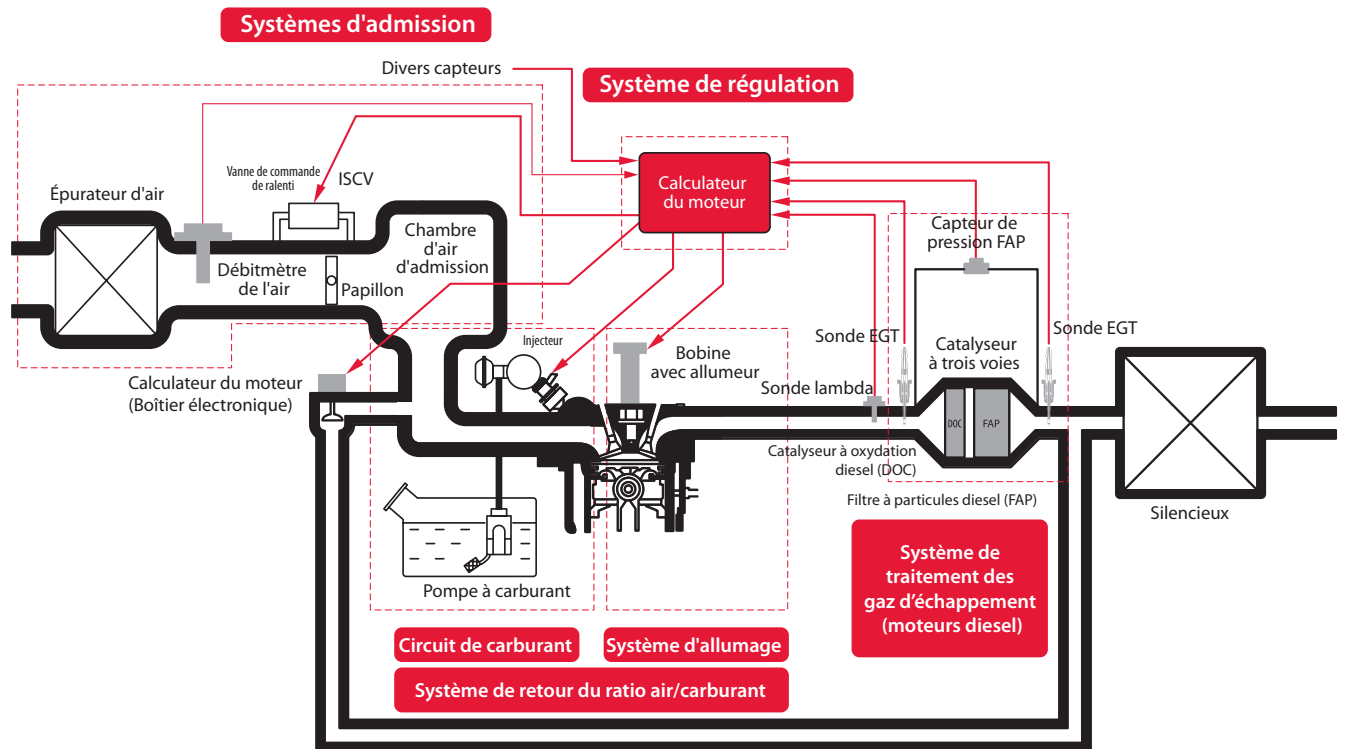 Systèmes d'admission
Divers capteurs
Système de régulation
Vanne de commande
de ralenti
ISCV
Épurateur d'air
Calculateur
du moteur
Chambre
d'air
d'admission
Capteur de
pression FAP
Débitmètre
de l'air
Papillon
Injecteur
Sonde EGT
Sonde EGT
Catalyseur
à trois voies
Bobine
avec allumeur
Calculateur du moteur
(Boîtier électronique)
Sonde lambda
DOC
FAP
Catalyseur à oxydation
diesel (DOC)
Filtre à particules diesel (FAP)
Silencieux
Pompe à carburant
Système de
traitement des
gaz d’échappement
(moteurs diesel)
Circuit de carburant
Système d'allumage
Système de retour du ratio air/carburant